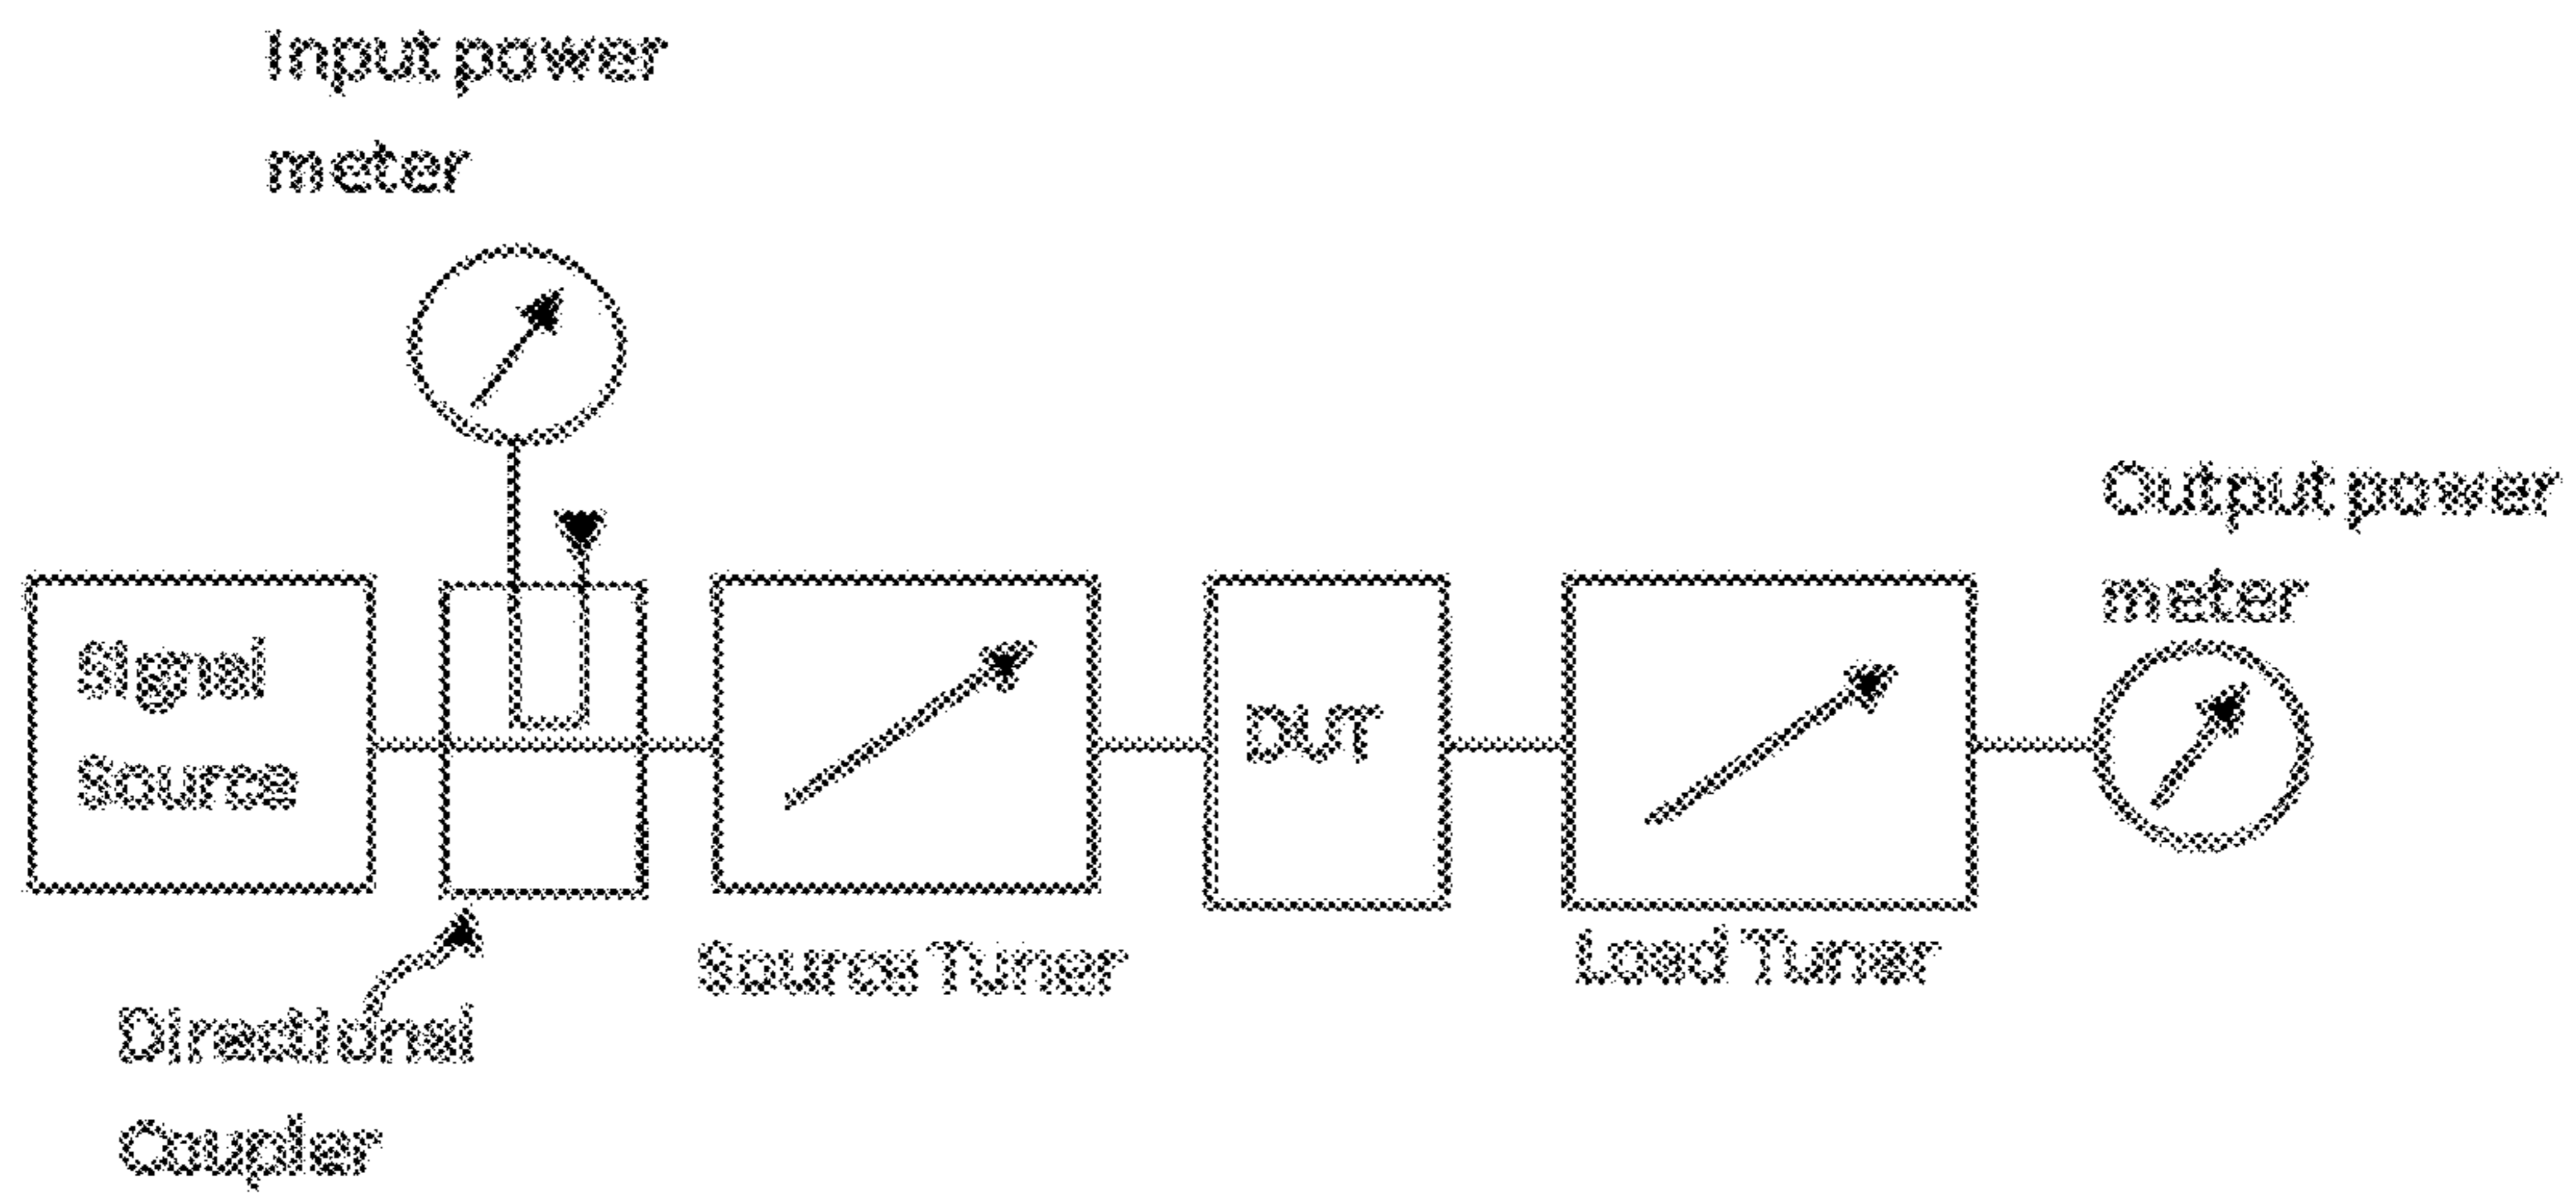 Input power
meter
Output power
meter
Signal
Source
DUT
Source Tuner
Load Tuner
Directional
Coupler